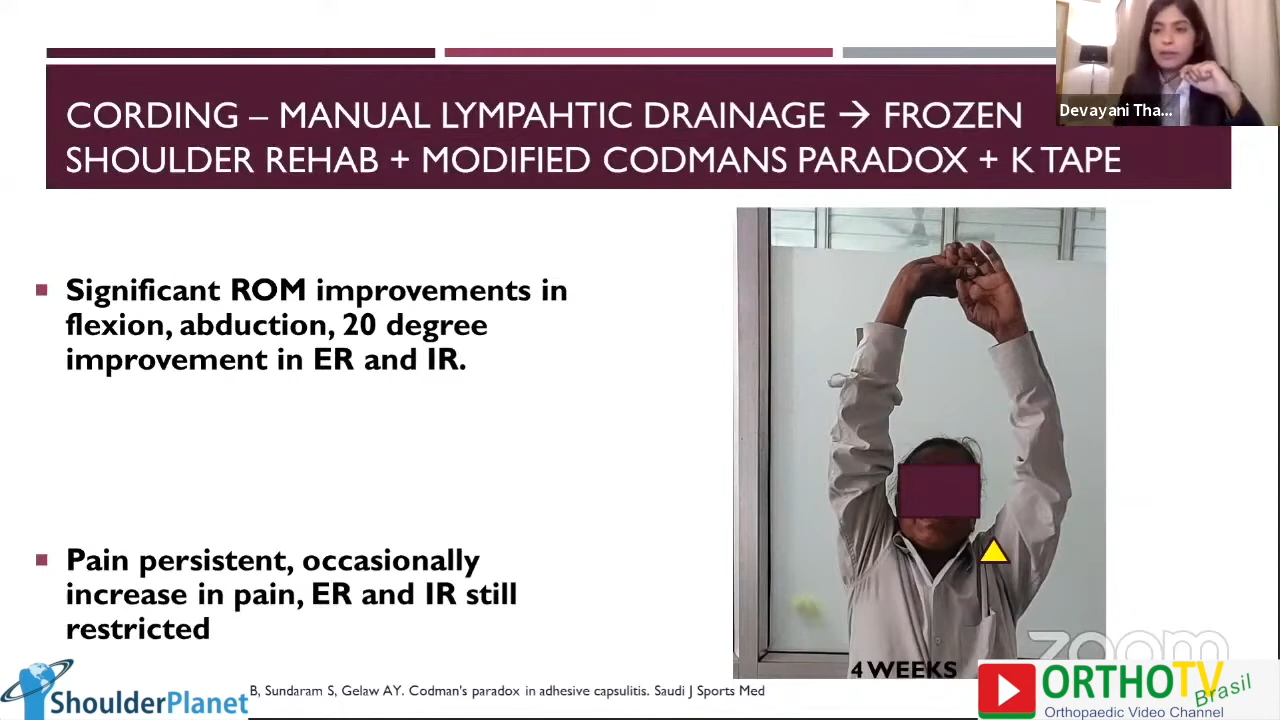 CORDING – MANUAL LYMPAHTIC DRAINAGE → FROZEN
SHOULDER REHAB + MODIFIED CODMANS PARADOX + K TAPE
Devayani Tha...
Significant ROM improvements in
flexion, abduction, 20 degree
improvement in ER and IR.
Pain persistent, occasionally
increase in pain, ER and IR still
restricted
zoom
4 WEEKS
B, Sundaram S, Gelaw AY. Codman's paradox in adhesive capsulitis. Saudi J Sports Med
ShoulderPlanet
ORTHOTV
Brasil
Orthopaedic Video Channel